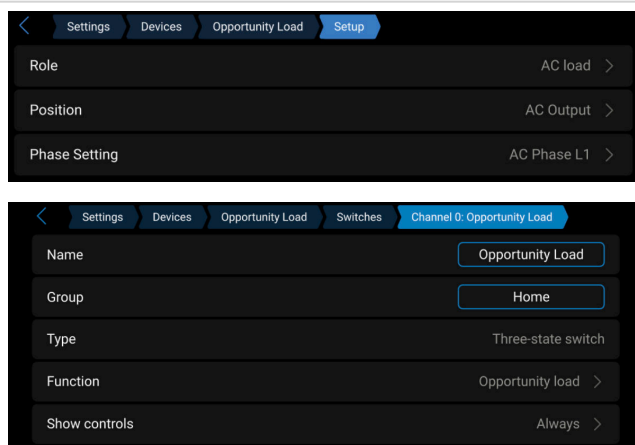 Settings Devices Opportunity Load Setup
Role AC load
Position AC Output
Phase Setting AC Phase L1
Settings Devices Opportunity Load Switches Channel 0: Opportunity Load
Name Opportunity Load
Group Home
Type Three-state switch
Function Opportunity load
Show controls Always